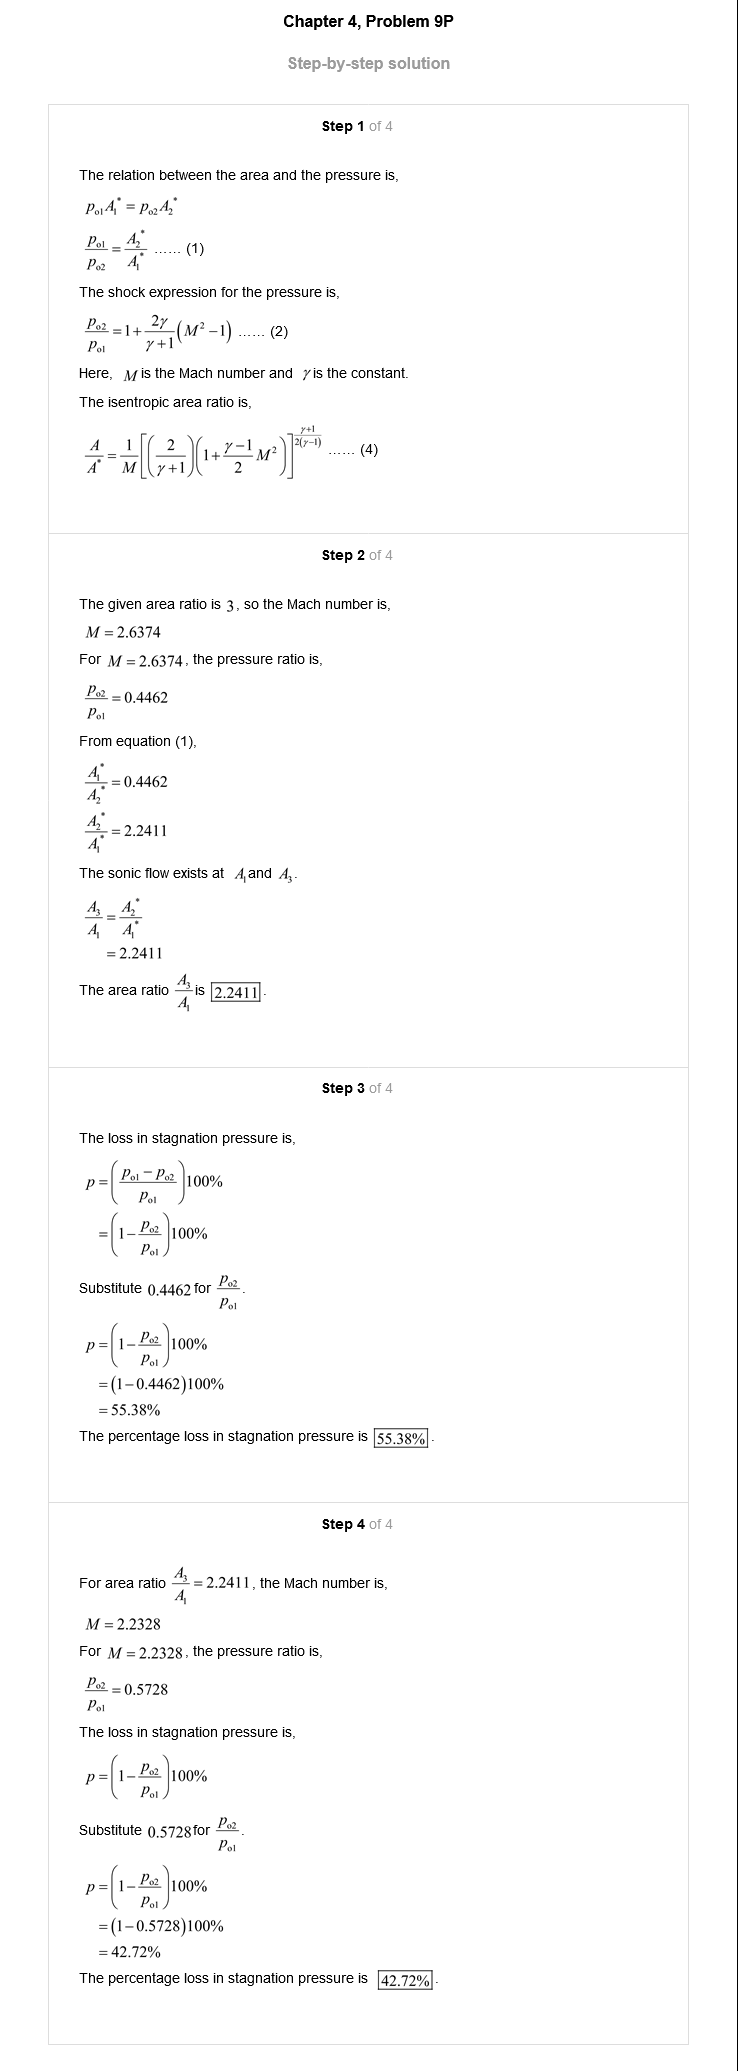 Chapter 4, Problem 9P
Step-by-step solution
Step 1 of 4
The relation between the area and the pressure is,
p_{o1}A_1^* = p_{o2}A_2^*
\frac{p_{o1}}{p_{o2}} = \frac{A_2^*}{A_1^*} ...... (1)
The shock expression for the pressure is,
\frac{p_{o2}}{p_{o1}} = 1+\frac{2γ}{γ+1}(M^2-1) ...... (2)
Here, M is the Mach number and γ is the constant.
The isentropic area ratio is,
\frac{A}{A^*} = \frac{1}{M}\left[\left(\frac{2}{γ+1}\right)\left(1+\frac{γ-1}{2}M^2\right)\right]^{\frac{γ+1}{2(γ-1)}} ...... (4)
Step 2 of 4
The given area ratio is 3, so the Mach number is,
M = 2.6374
For M = 2.6374, the pressure ratio is,
\frac{p_{o2}}{p_{o1}} = 0.4462
From equation (1),
\frac{A_1^*}{A_2^*} = 0.4462
\frac{A_2^*}{A_1^*} = 2.2411
The sonic flow exists at A_1 and A_3.
\frac{A_3}{A_1} = \frac{A_2^*}{A_1^*}
= 2.2411
The area ratio \frac{A_3}{A_1} is 2.2411.
Step 3 of 4
The loss in stagnation pressure is,
p = \left(\frac{p_{o1}-p_{o2}}{p_{o1}}\right)100%
= \left(1-\frac{p_{o2}}{p_{o1}}\right)100%
Substitute 0.4462 for \frac{p_{o2}}{p_{o1}}.
p = \left(1-\frac{p_{o2}}{p_{o1}}\right)100%
= (1-0.4462)100%
= 55.38%
The percentage loss in stagnation pressure is 55.38%.
Step 4 of 4
For area ratio \frac{A_3}{A_1} = 2.2411, the Mach number is,
M = 2.2328
For M = 2.2328, the pressure ratio is,
\frac{p_{o2}}{p_{o1}} = 0.5728
The loss in stagnation pressure is,
p = \left(1-\frac{p_{o2}}{p_{o1}}\right)100%
Substitute 0.5728 for \frac{p_{o2}}{p_{o1}}.
p = \left(1-\frac{p_{o2}}{p_{o1}}\right)100%
= (1-0.5728)100%
= 42.72%
The percentage loss in stagnation pressure is 42.72%.